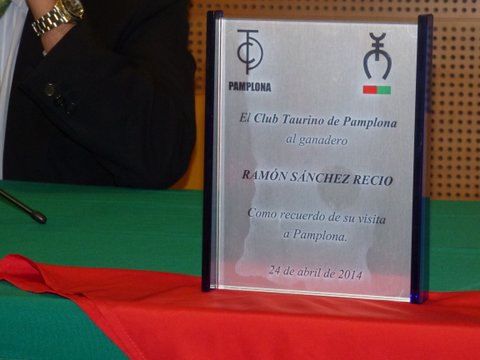 PAMPLONA
El Club Taurino de Pamplona
al ganadero
RAMÓN SÁNCHEZ RECIO
Como recuerdo de su visita
a Pamplona.
24 de abril de 2014